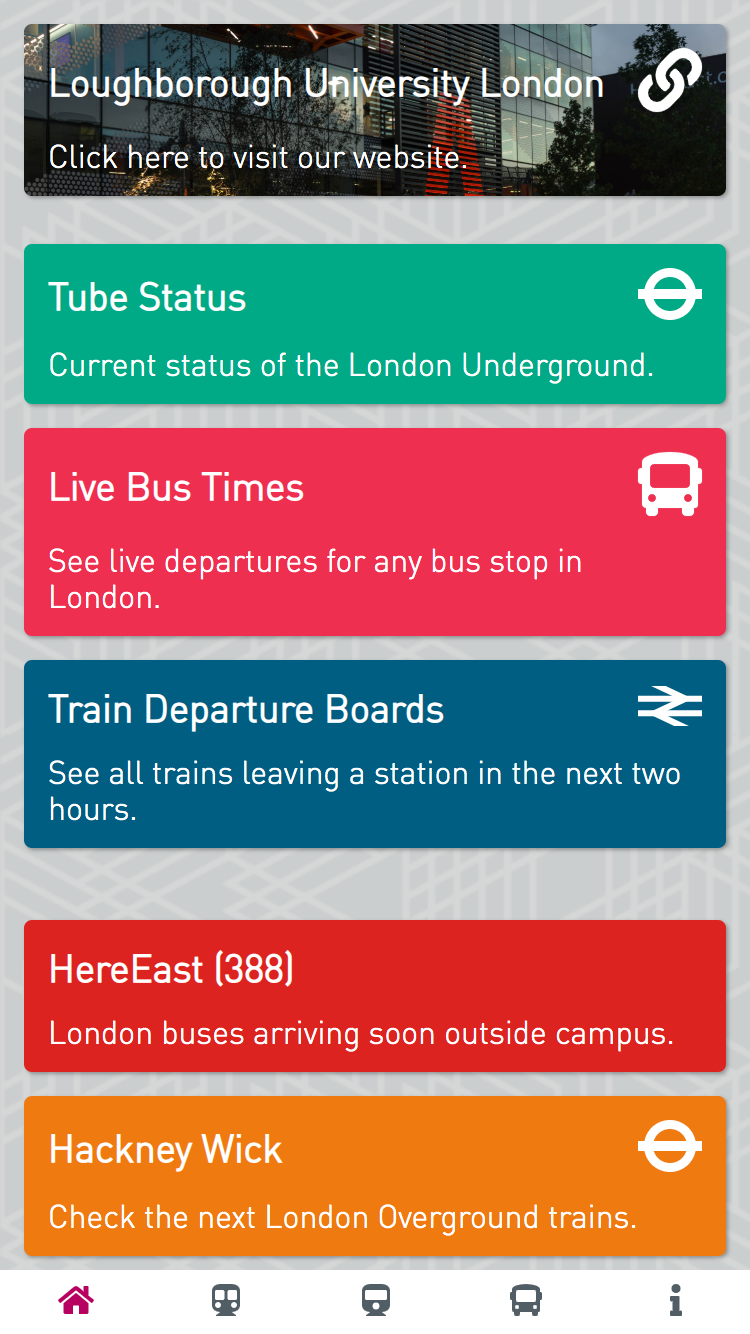 Loughborough University London
Click here to visit our website.
Tube Status
Current status of the London Underground.
Live Bus Times
See live departures for any bus stop in
London.
Train Departure Boards
See all trains leaving a station in the next two
hours.
HereEast (388)
London buses arriving soon outside campus.
Hackney Wick
Check the next London Overground trains.